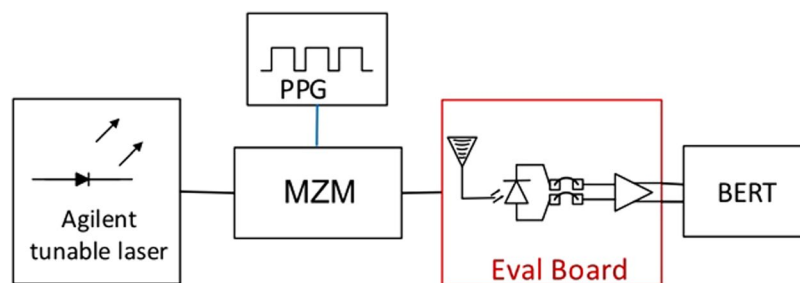 PPG
Agilent
tunable laser
MZM
Eval Board
BERT